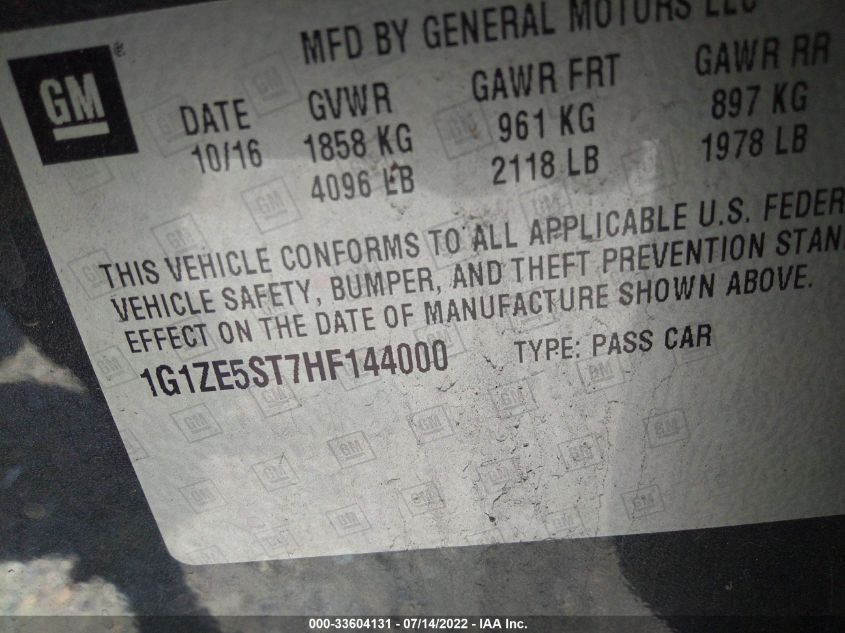 MFD BY GENERAL MOTORS LLC
GM ®
DATE GVWR GAWR FRT GAWR RR
10/16 1858 KG 961 KG 897 KG
4096 LB 2118 LB 1978 LB
THIS VEHICLE CONFORMS TO ALL APPLICABLE U.S. FEDER
VEHICLE SAFETY, BUMPER, AND THEFT PREVENTION STAN
EFFECT ON THE DATE OF MANUFACTURE SHOWN ABOVE.
1G1ZE5ST7HF144000 TYPE: PASS CAR
000-33604131 - 07/14/2022 - IAA Inc.